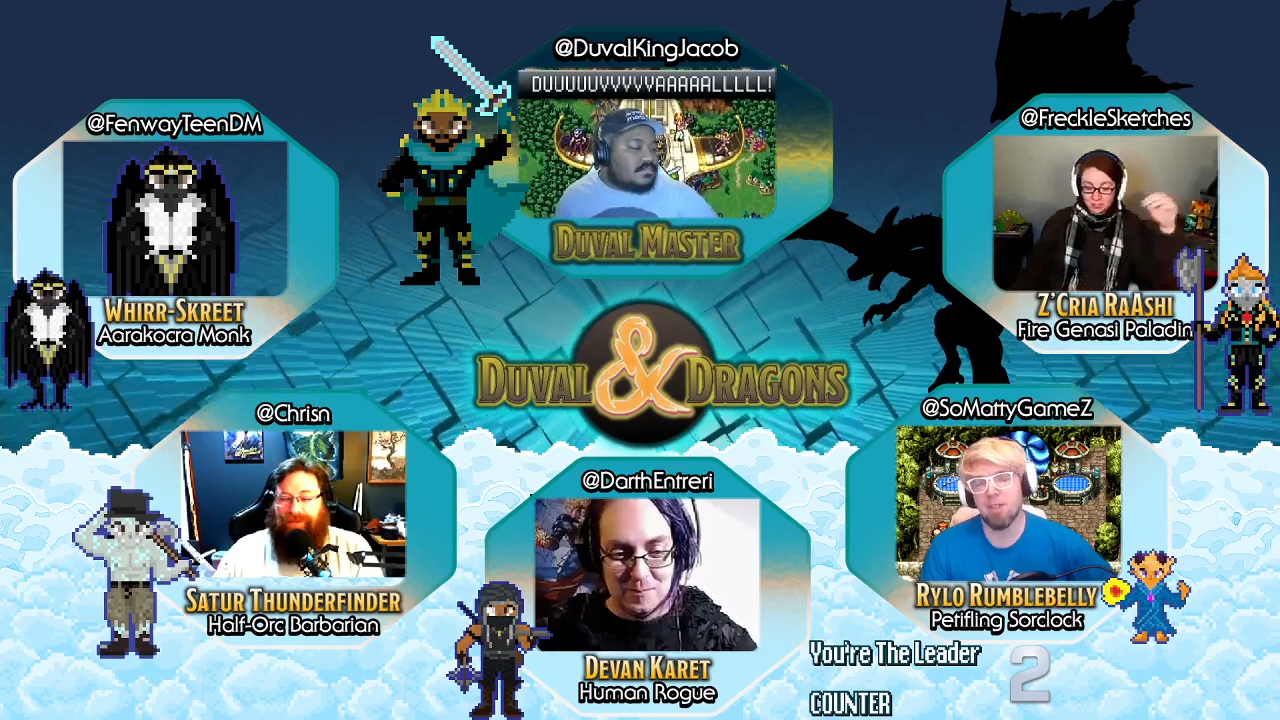 @DuvalKingJacob
DUUUUUVVVVVAAAAALLLLL!
Duval Master
@FenwayTeenDM
Whirr-Skreet
Aarakocra Monk
@FreckleSketches
Z'Cria RaAshi
Fire Genasi Paladin
Duval & Dragons
@Chrisn
Satur Thunderfinder
Half-Orc Barbarian
@DarthEntreri
Devan Karet
Human Rogue
@SoMattyGameZ
Rylo Rumblebelly
Petifling Sorclock
You're The Leader
COUNTER
2